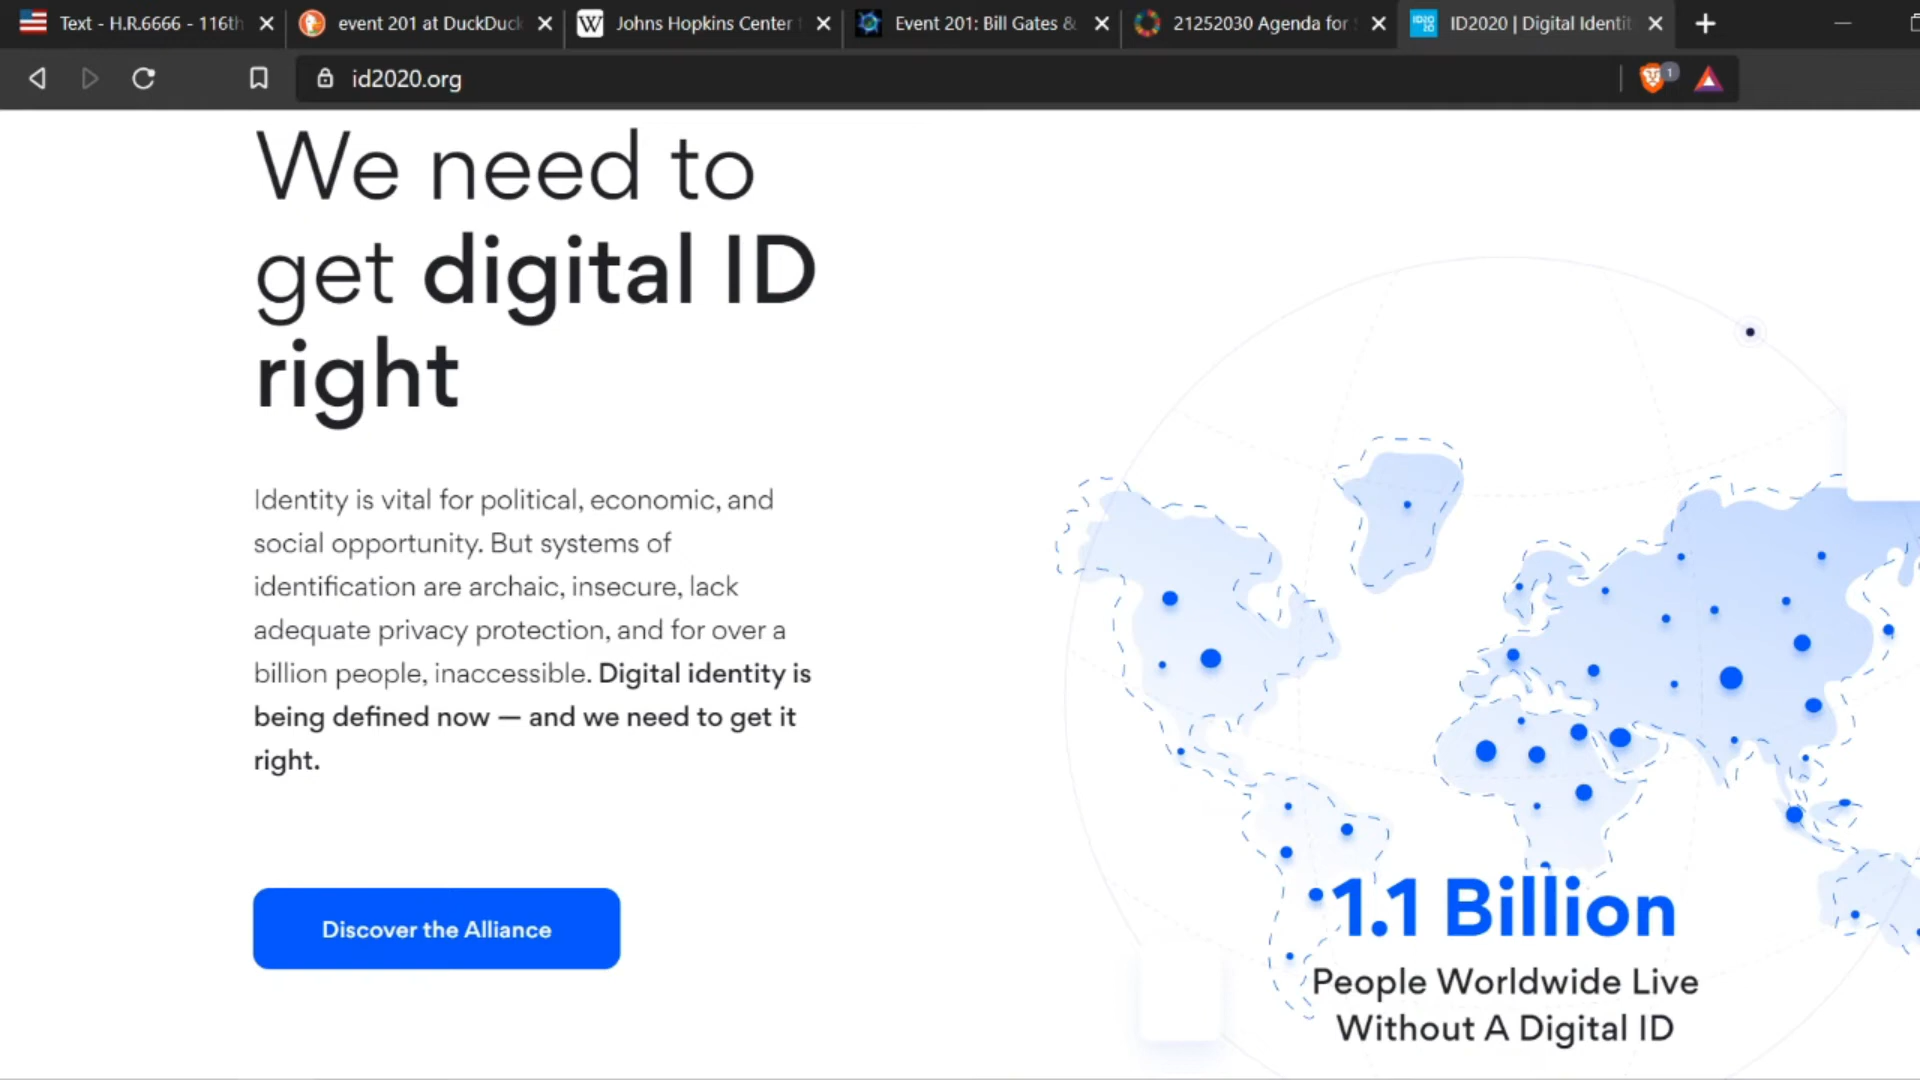 Text - H.R.6666 - 116th
event 201 at DuckDuck
W Johns Hopkins Center
Event 201: Bill Gates &
21252030 Agenda for
ID2020 ID2020 | Digital Identit
id2020.org
1
We need to
get digital ID
right
Identity is vital for political, economic, and
social opportunity. But systems of
identification are archaic, insecure, lack
adequate privacy protection, and for over a
billion people, inaccessible. Digital identity is
being defined now — and we need to get it
right.
Discover the Alliance
1.1 Billion
People Worldwide Live
Without A Digital ID